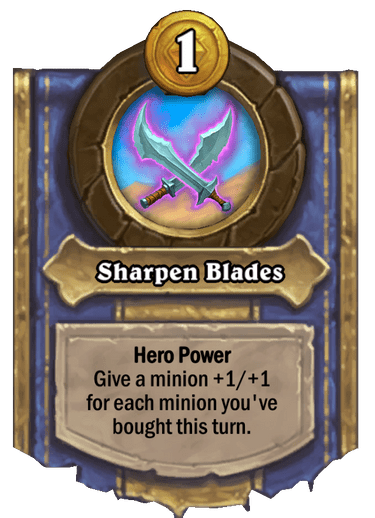 1
Sharpen Blades
Hero Power
Give a minion +1/+1
for each minion you've
bought this turn.